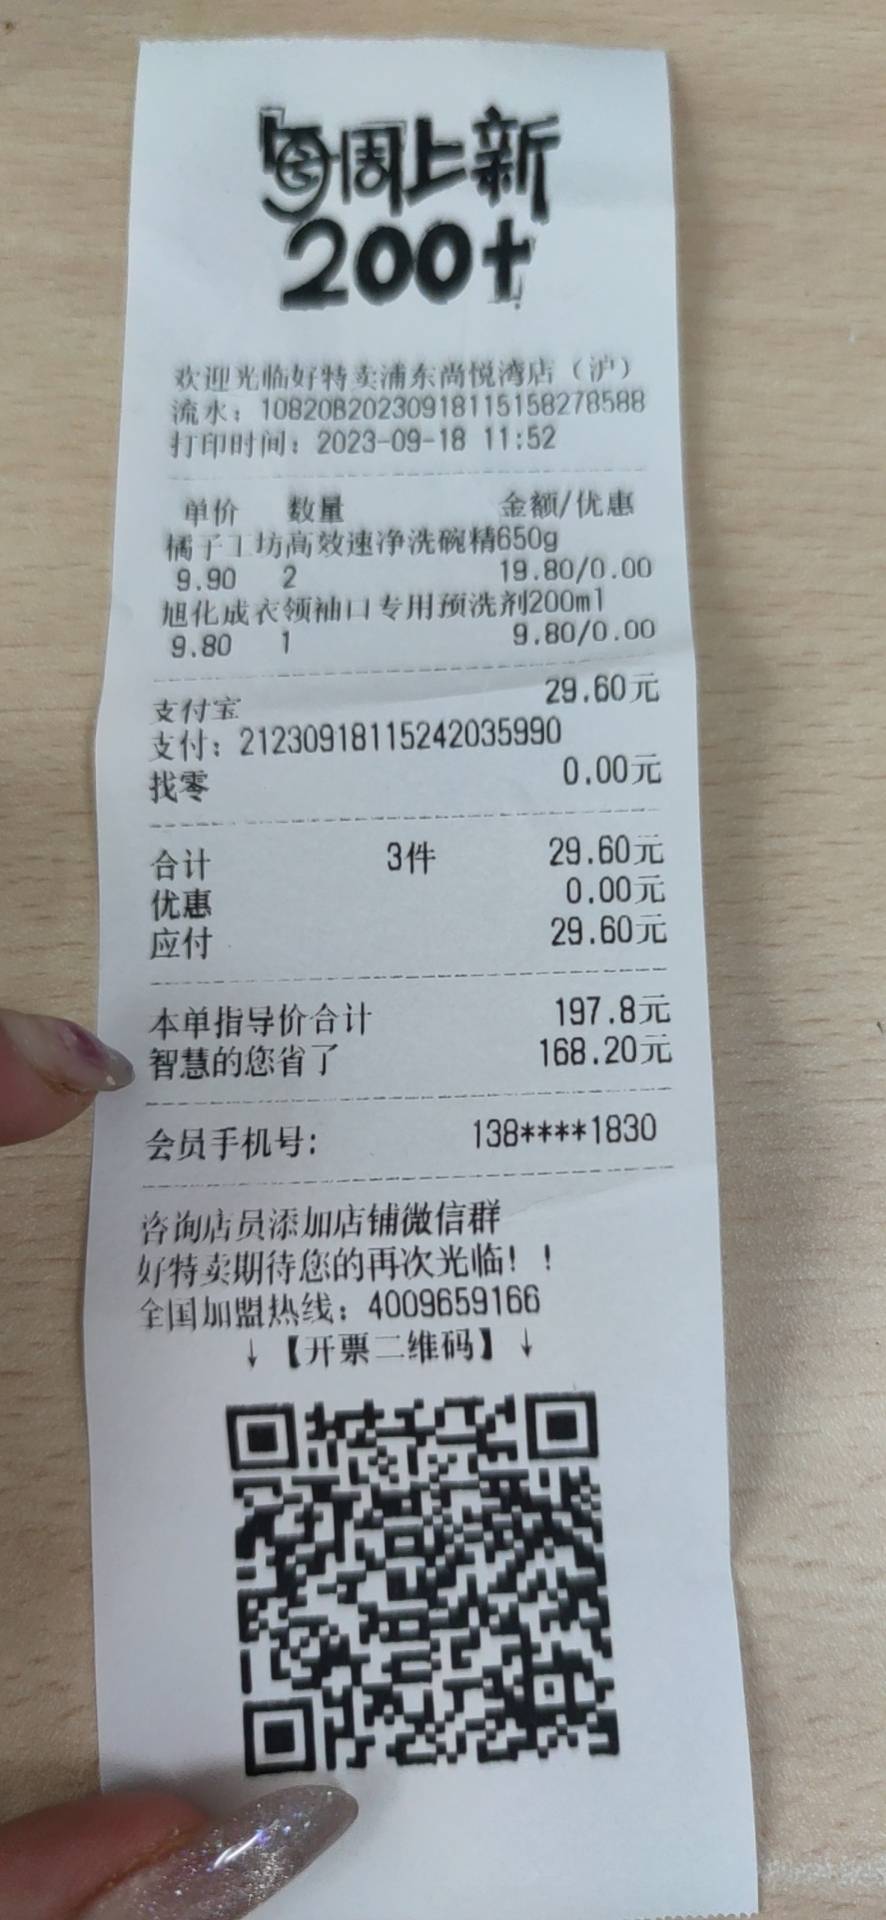 每周上新
200+
欢迎光临好特卖浦东尚悦湾店（沪）
流水：10820B202309181151582​78588
打印时间：2023-09-18 11:52
单价 数量 金额/优惠
橘子工坊高效速净洗碗精650g
9.90 2 19.80/0.00
旭化成衣领袖口专用预洗剂200ml
9.80 1 9.80/0.00
支付宝 29.60元
支付：21230918115242035990
找零 0.00元
合计 3件 29.60元
优惠 0.00元
应付 29.60元
本单指导价合计 197.8元
智慧的您省了 168.20元
会员手机号: 138****1830
咨询店员添加店铺微信群
好特卖期待您的再次光临！！
全国加盟热线：4009659166
↓【开票二维码】↓